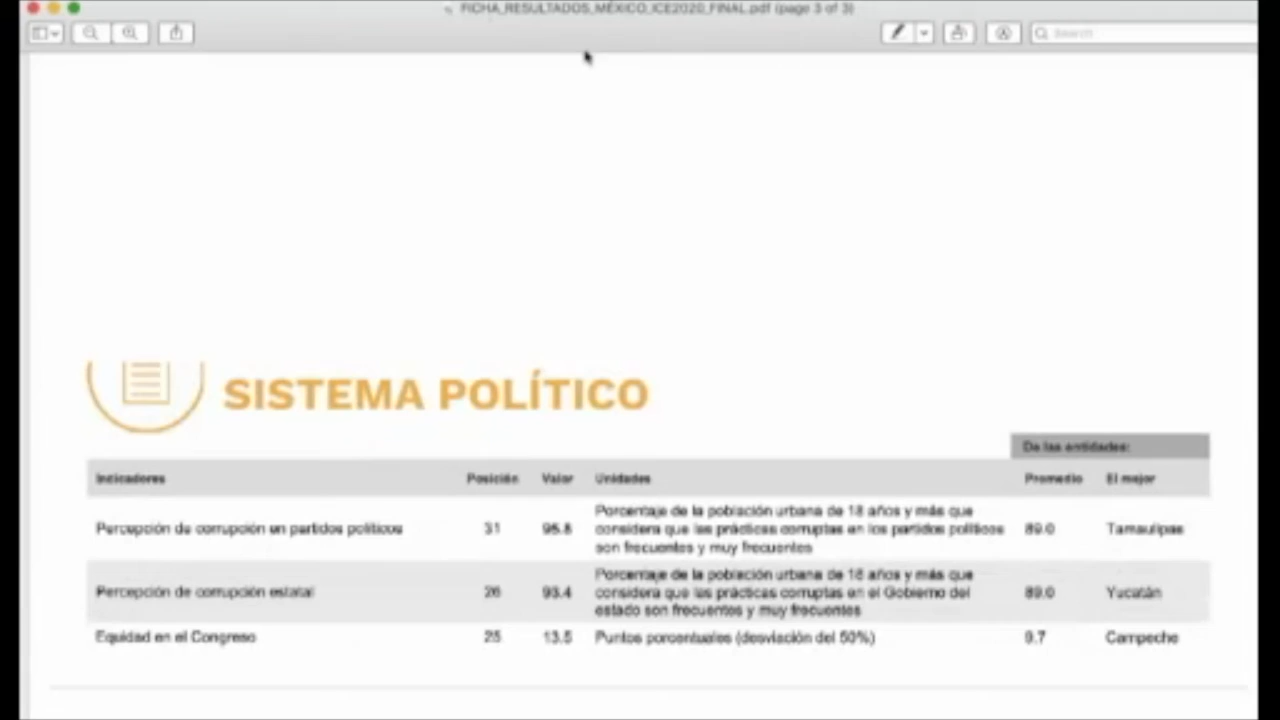 FICHA_RESULTADOS_MÉXICO_ICE2020_FINAL.pdf (page 3 of 3)
Search
SISTEMA POLÍTICO
De las entidades:
Indicadores Posición Valor Unidades Promedio El mejor
Porcentaje de la población urbana de 18 años y más que
Percepción de corrupción en partidos políticos 31 95.8 considera que las prácticas corruptas en los partidos políticos 89.0 Tamaulipas
son frecuentes y muy frecuentes
Porcentaje de la población urbana de 18 años y más que
Percepción de corrupción estatal 26 93.4 considera que las prácticas corruptas en el Gobierno del 89.0 Yucatán
estado son frecuentes y muy frecuentes
Equidad en el Congreso 25 13.5 Puntos porcentuales (desviación del 50%) 9.7 Campeche